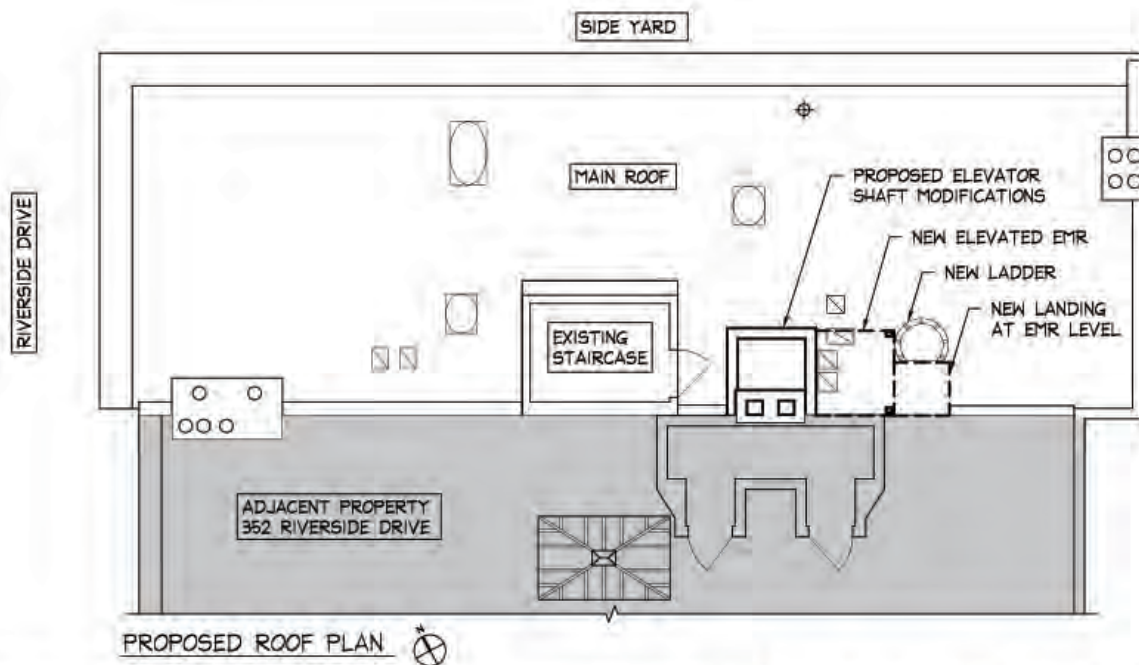 SIDE YARD
RIVERSIDE DRIVE
MAIN ROOF
PROPOSED ELEVATOR
SHAFT MODIFICATIONS
NEW ELEVATED EMR
NEW LADDER
NEW LANDING
AT EMR LEVEL
EXISTING
STAIRCASE
ADJACENT PROPERTY
352 RIVERSIDE DRIVE
PROPOSED ROOF PLAN
N